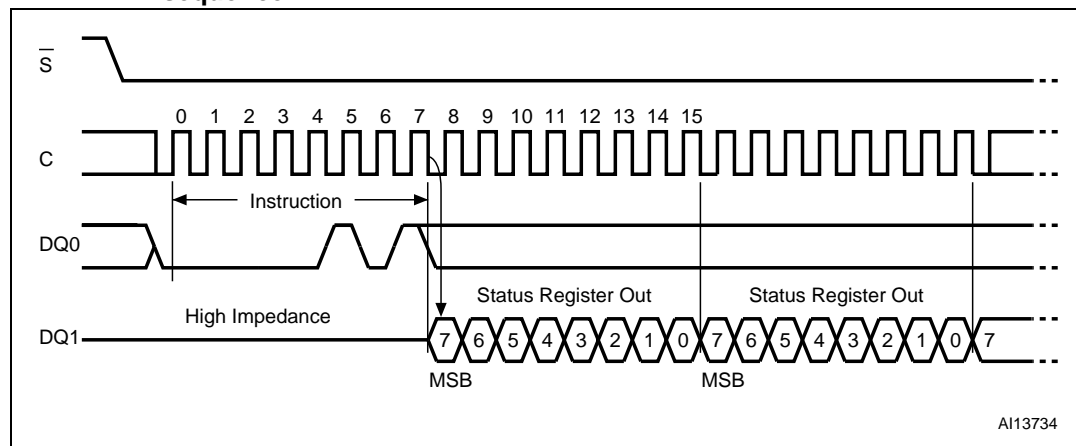 S
0 1 2 3 4 5 6 7 8 9 10 11 12 13 14 15
C
Instruction
DQ0
Status Register Out Status Register Out
High Impedance
DQ1 7 6 5 4 3 2 1 0 7 6 5 4 3 2 1 0 7
MSB MSB
AI13734